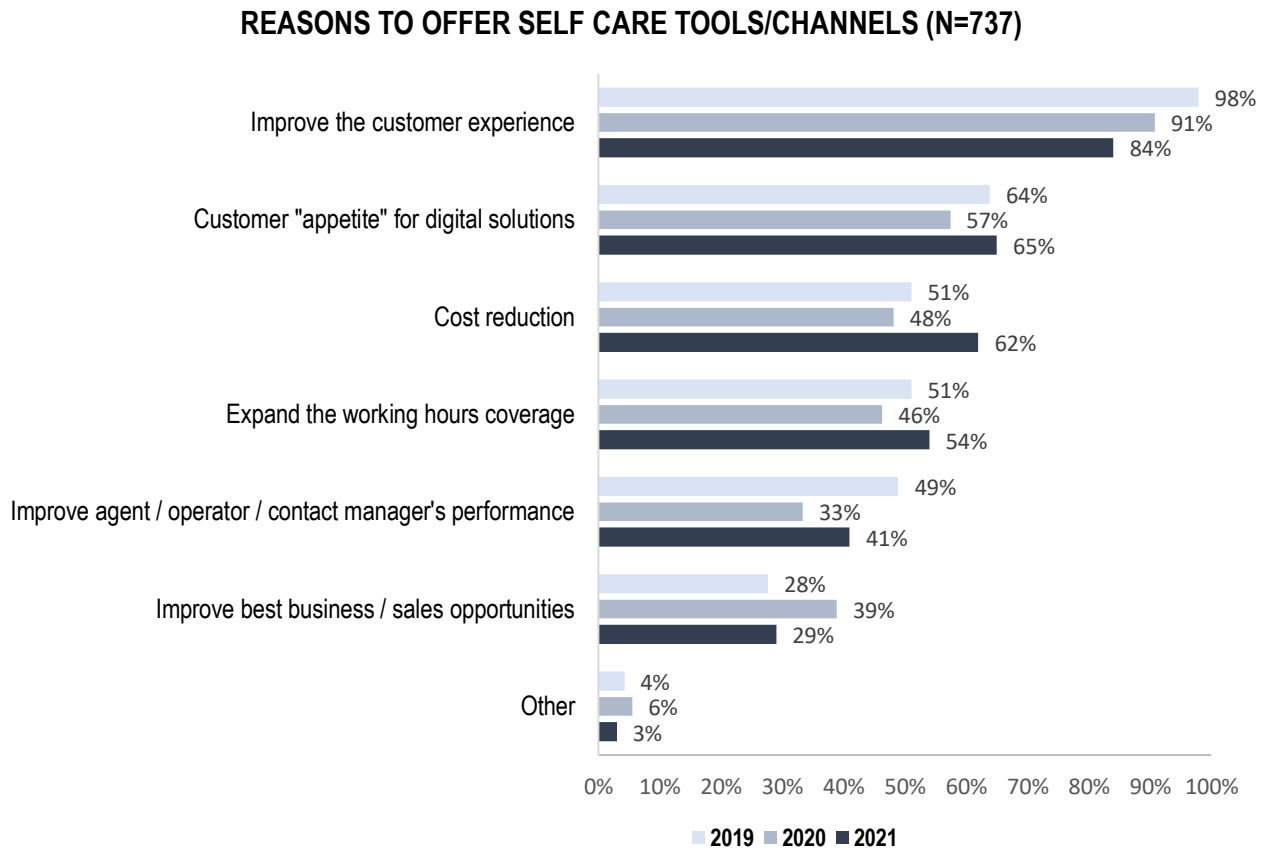 REASONS TO OFFER SELF CARE TOOLS/CHANNELS (N=737)
Improve the customer experience
98%
91%
84%
Customer "appetite" for digital solutions
64%
57%
65%
Cost reduction
51%
48%
62%
Expand the working hours coverage
51%
46%
54%
Improve agent / operator / contact manager's performance
49%
33%
41%
Improve best business / sales opportunities
28%
39%
29%
Other
4%
6%
3%
0% 10% 20% 30% 40% 50% 60% 70% 80% 90% 100%
2019 2020 2021